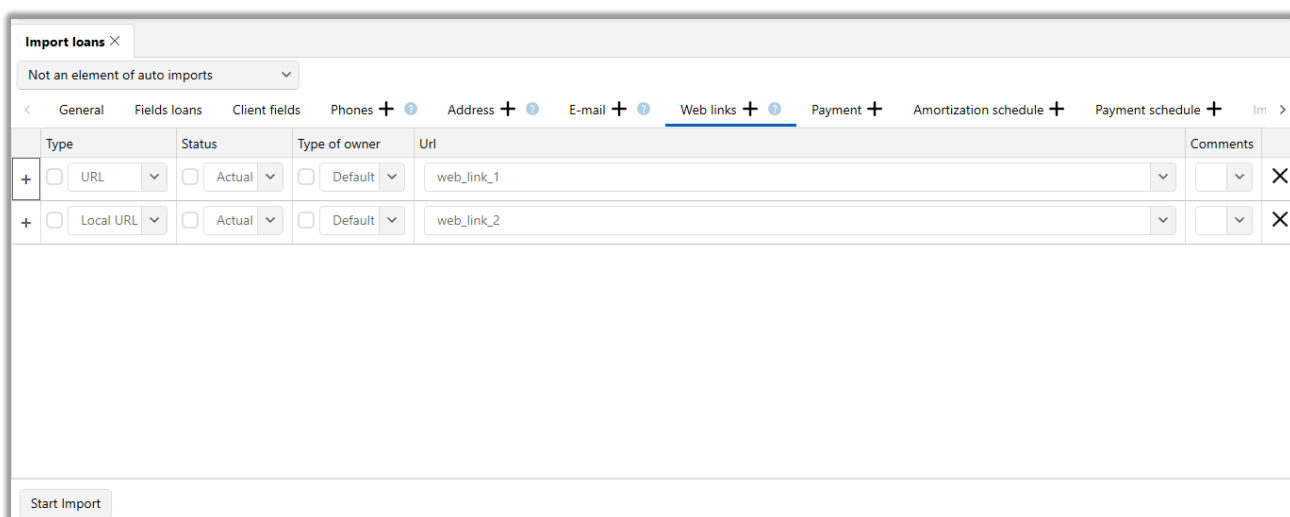 Import loans
Not an element of auto imports
General Fields loans Client fields Phones + ? Address + ? E-mail + ? Web links + ? Payment + Amortization schedule + Payment schedule + Im
Type Status Type of owner Url Comments
+ URL Actual Default web_link_1
+ Local URL Actual Default web_link_2
Start Import